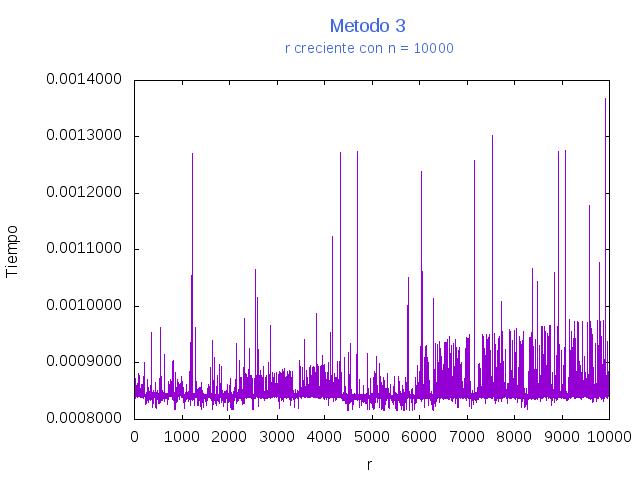 Metodo 3
r creciente con n = 10000
0.0014000
0.0013000
0.0012000
0.0011000
0.0010000
0.0009000
0.0008000
Tiempo
0 1000 2000 3000 4000 5000 6000 7000 8000 9000 10000
r